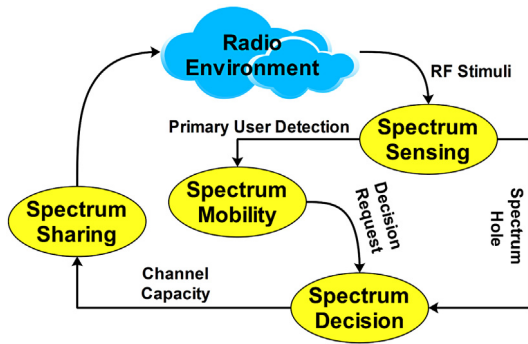 Radio
Environment
RF Stimuli
Primary User Detection
Spectrum
Sensing
Spectrum
Mobility
Decision
Request
Spectrum
Hole
Spectrum
Sharing
Channel
Capacity
Spectrum
Decision